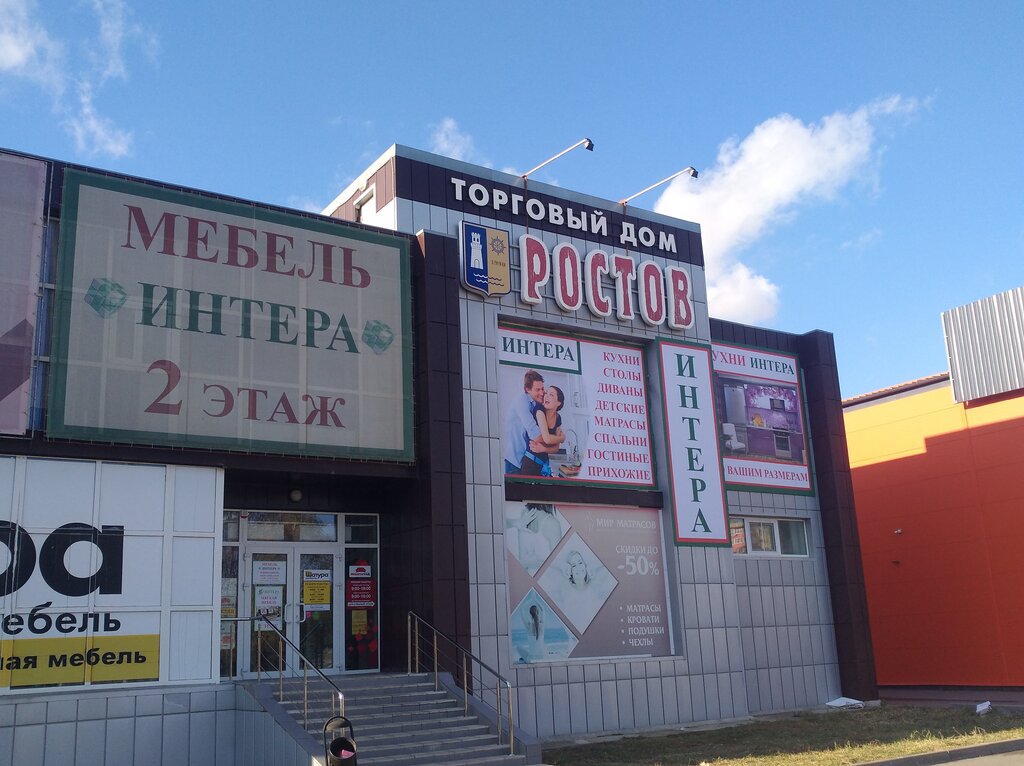 МЕБЕЛЬ
ИНТЕРА
2 ЭТАЖ
ТОРГОВЫЙ ДОМ
РОСТОВ
ИНТЕРА
КУХНИ
СТОЛЫ
ДИВАНЫ
ДЕТСКИЕ
МАТРАСЫ
СПАЛЬНИ
ГОСТИНЫЕ
ПРИХОЖИЕ
ИНТЕРА
УХНИ ИНТЕРА
ВАШИМ РАЗМЕРАМ
МИР МАТРАСОВ
СКИДКИ ДО
-50%
• МАТРАСЫ
• КРОВАТИ
• ПОДУШКИ
• ЧЕХЛЫ
ра
ебель
ая мебель
Шатура